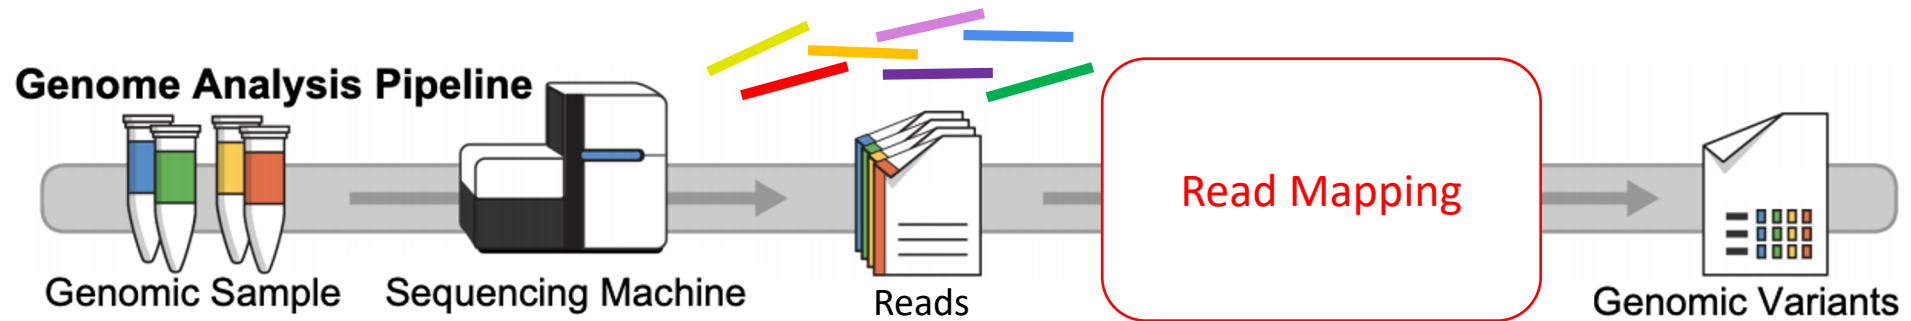 Genome Analysis Pipeline
Genomic Sample
Sequencing Machine
Reads
Read Mapping
Genomic Variants